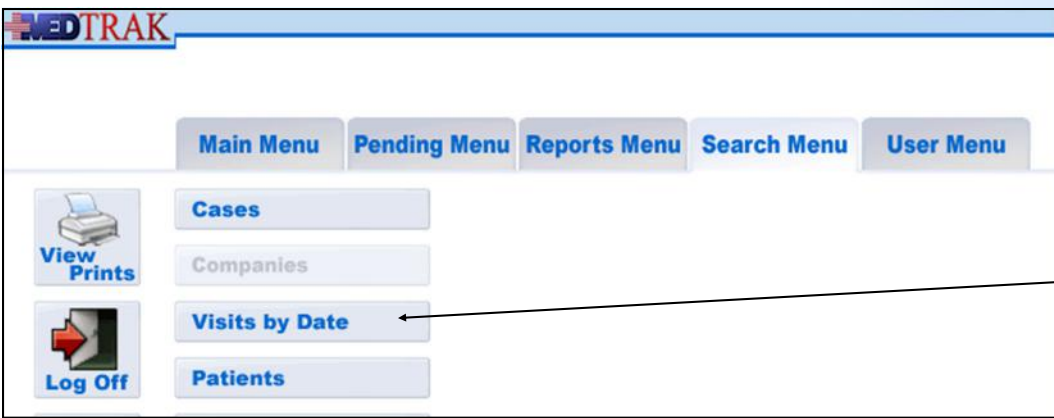 MEDTRAK
Main Menu Pending Menu Reports Menu Search Menu User Menu
View
Prints
Cases
Companies
Visits by Date
Log Off
Patients